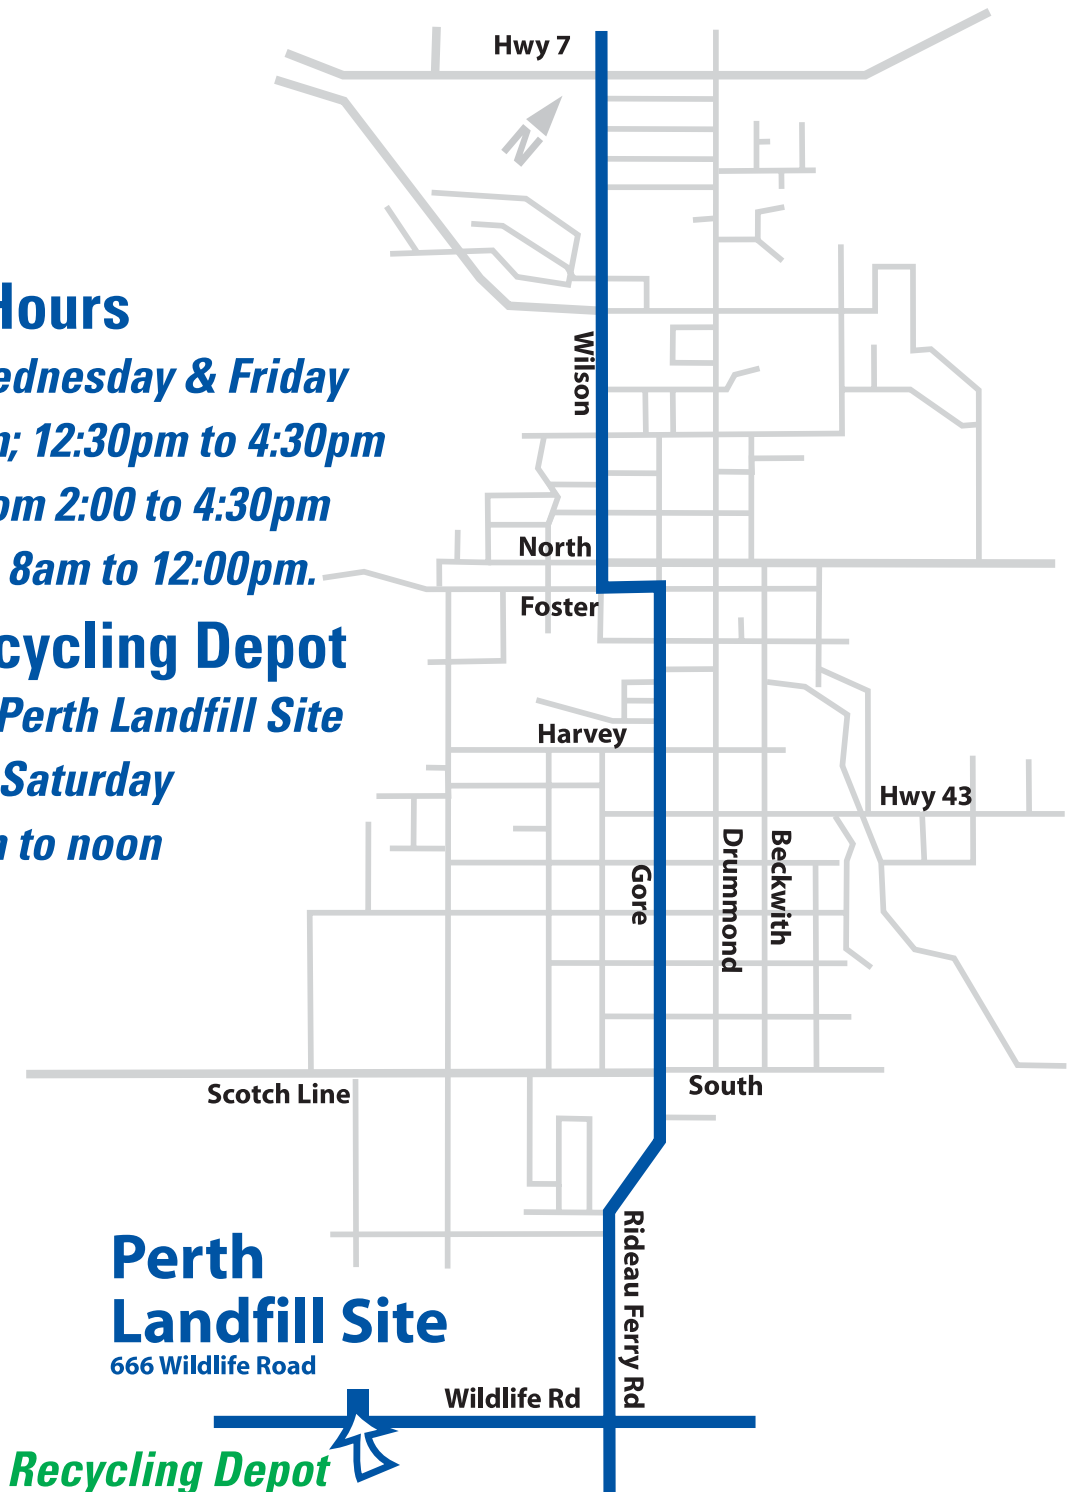 Hwy 7
N
Hours
ednesday & Friday
; 12:30pm to 4:30pm
om 2:00 to 4:30pm
8am to 12:00pm.
cycling Depot
Perth Landfill Site
Saturday
to noon
Wilson
North
Foster
Harvey
Hwy 43
Gore
Drummond
Beckwith
Scotch Line
South
Rideau Ferry Rd
Perth
Landfill Site
666 Wildlife Road
Wildlife Rd
Recycling Depot